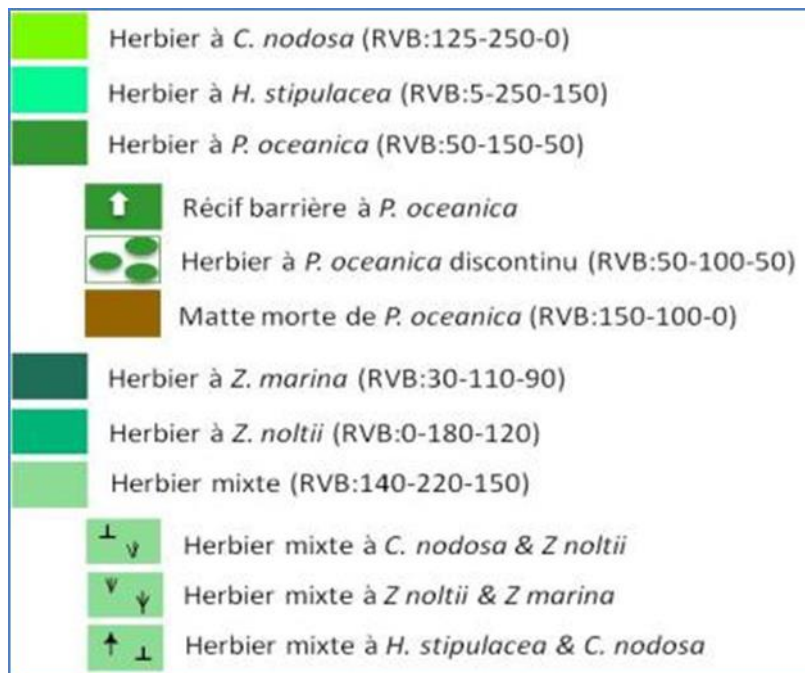 Herbier à C. nodosa (RVB:125-250-0)
Herbier à H. stipulacea (RVB:5-250-150)
Herbier à P. oceanica (RVB:50-150-50)
Récif barrière à P. oceanica
Herbier à P. oceanica discontinu (RVB:50-100-50)
Matte morte de P. oceanica (RVB:150-100-0)
Herbier à Z. marina (RVB:30-110-90)
Herbier à Z. noltii (RVB:0-180-120)
Herbier mixte (RVB:140-220-150)
Herbier mixte à C. nodosa & Z noltii
Herbier mixte à Z noltii & Z marina
Herbier mixte à H. stipulacea & C. nodosa